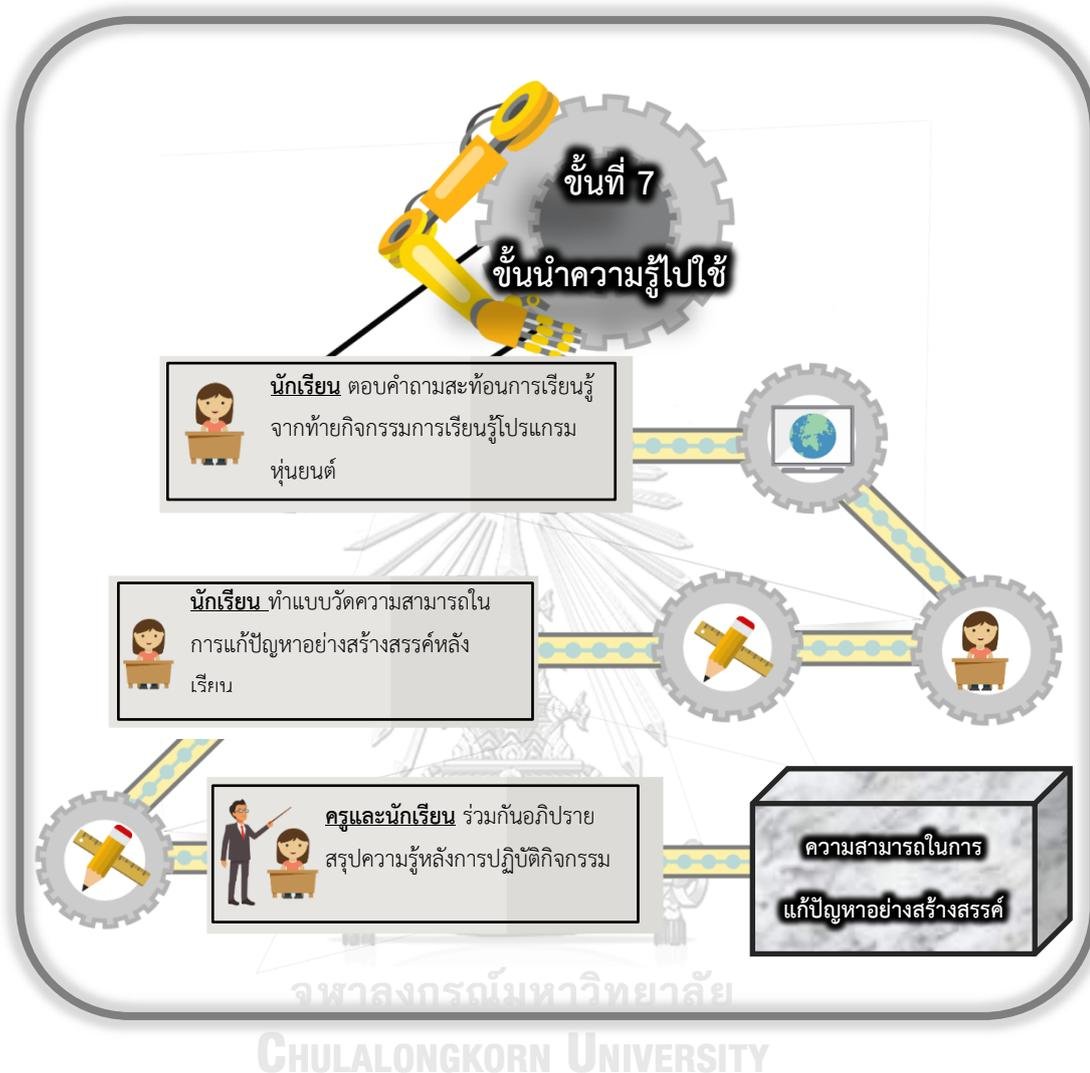 ขั้นที่ 7
ขั้นนำความรู้ไปใช้
นักเรียน ตอบคำถามสะท้อนการเรียนรู้
จากท้ายกิจกรรมการเรียนรู้โปรแกรม
หุ่นยนต์
นักเรียน ทำแบบวัดความสามารถใน
การแก้ปัญหาอย่างสร้างสรรค์หลัง
เรียน
ครูและนักเรียน ร่วมกันอภิปราย
สรุปความรู้หลังการปฏิบัติกิจกรรม
ความสามารถในการ
แก้ปัญหาอย่างสร้างสรรค์
จุฬาลงกรณ์มหาวิทยาลัย
CHULALONGKORN UNIVERSITY